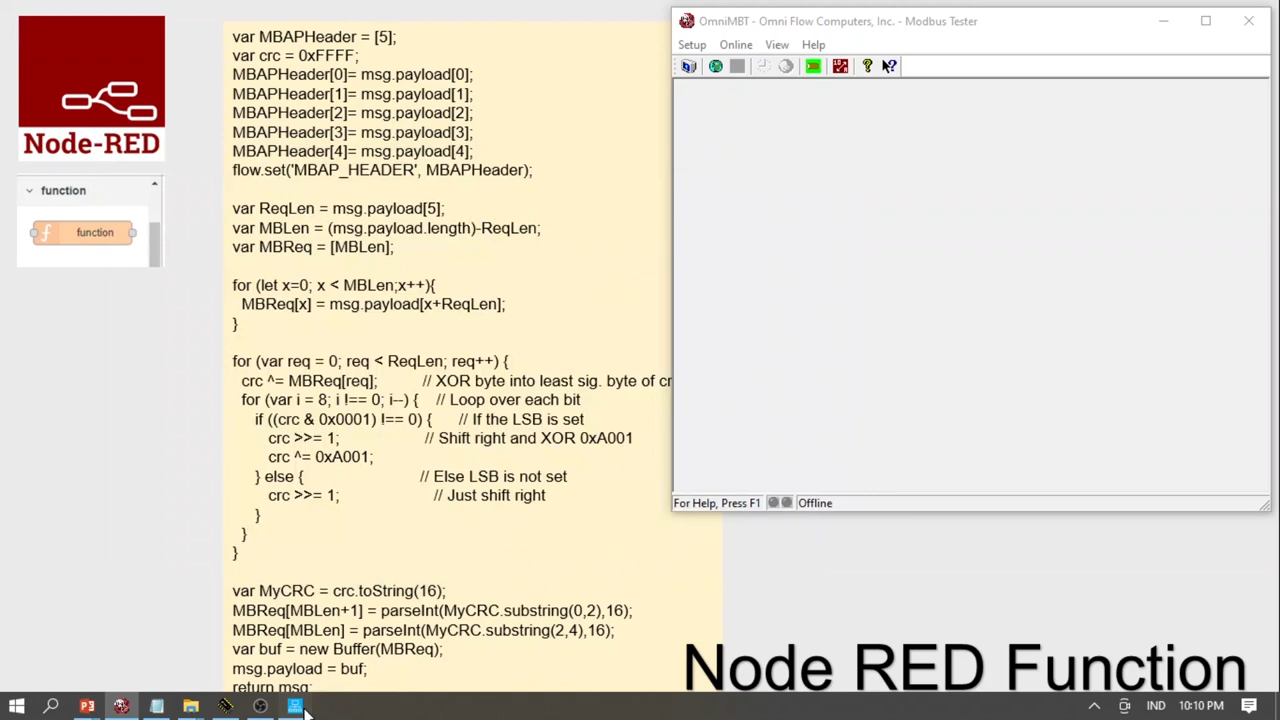 Node-RED
function
function
var MBAPHeader = [5];
var crc = 0xFFFF;
MBAPHeader[0]= msg.payload[0];
MBAPHeader[1]= msg.payload[1];
MBAPHeader[2]= msg.payload[2];
MBAPHeader[3]= msg.payload[3];
MBAPHeader[4]= msg.payload[4];
flow.set('MBAP_HEADER', MBAPHeader);
var ReqLen = msg.payload[5];
var MBLen = (msg.payload.length)-ReqLen;
var MBReq = [MBLen];
for (let x=0; x < MBLen;x++){
MBReq[x] = msg.payload[x+ReqLen];
}
for (var req = 0; req < ReqLen; req++) {
crc ^= MBReq[req]; // XOR byte into least sig. byte of cr
for (var i = 8; i !== 0; i--) { // Loop over each bit
if ((crc & 0x0001) !== 0) { // If the LSB is set
crc >>= 1; // Shift right and XOR 0xA001
crc ^= 0xA001;
} else { // Else LSB is not set
crc >>= 1; // Just shift right
}
}
}
var MyCRC = crc.toString(16);
MBReq[MBLen+1] = parseInt(MyCRC.substring(0,2),16);
MBReq[MBLen] = parseInt(MyCRC.substring(2,4),16);
var buf = new Buffer(MBReq);
msg.payload = buf;
return msg;
OmniMBT - Omni Flow Computers, Inc. - Modbus Tester
Setup Online View Help
For Help, Press F1 Offline
Node RED Function
IND 10:10 PM